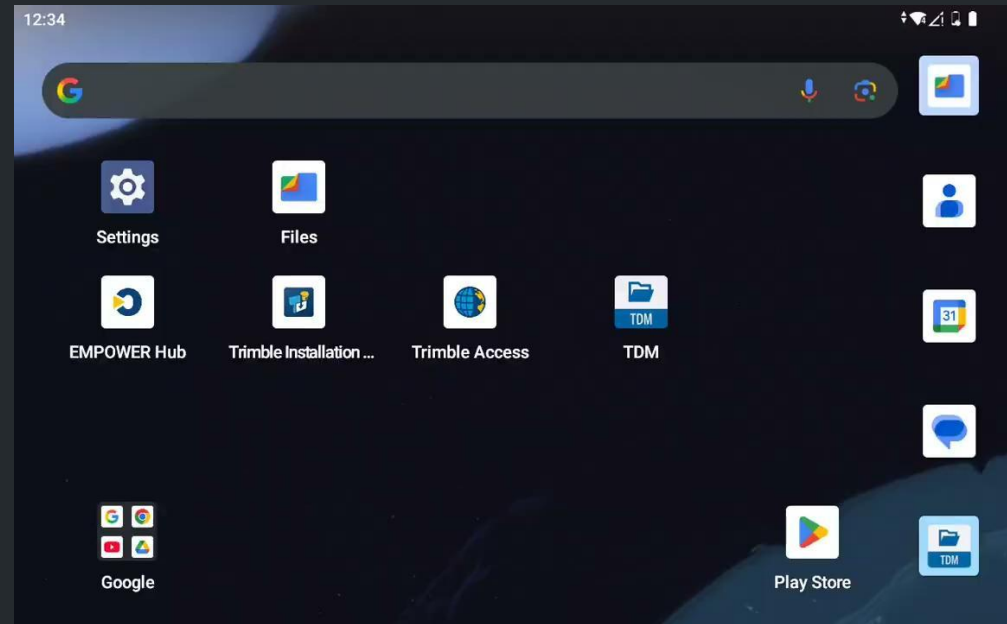 12:34
Settings
Files
31
EMPOWER Hub
Trimble Installation ...
Trimble Access
TDM
TDM
Google
Play Store
TDM